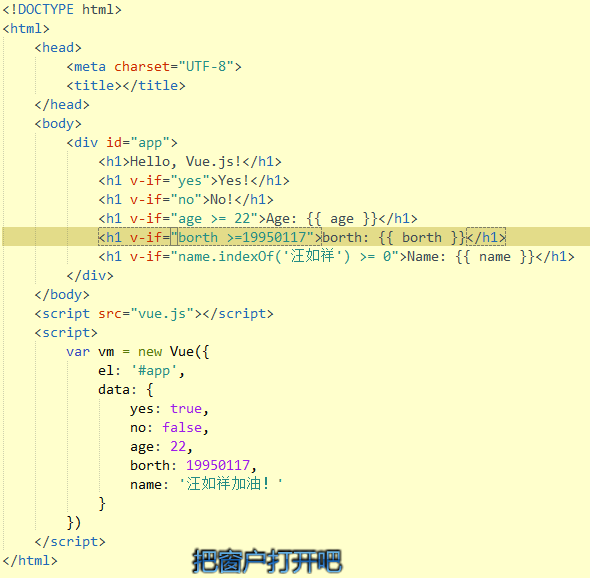 <!DOCTYPE html>
<html>
    <head>
        <meta charset="UTF-8">
        <title></title>
    </head>
    <body>
        <div id="app">
            <h1>Hello, Vue.js!</h1>
            <h1 v-if="yes">Yes!</h1>
            <h1 v-if="no">No!</h1>
            <h1 v-if="age >= 22">Age: {{ age }}</h1>
            <h1 v-if="borth >=19950117">borth: {{ borth }}</h1>
            <h1 v-if="name.indexOf('汪如祥') >= 0">Name: {{ name }}</h1>
        </div>
    </body>
    <script src="vue.js"></script>
    <script>
        var vm = new Vue({
            el: '#app',
            data: {
                yes: true,
                no: false,
                age: 22,
                borth: 19950117,
                name: '汪如祥加油！'
            }
        })
    </script>
</html>
把窗户打开吧